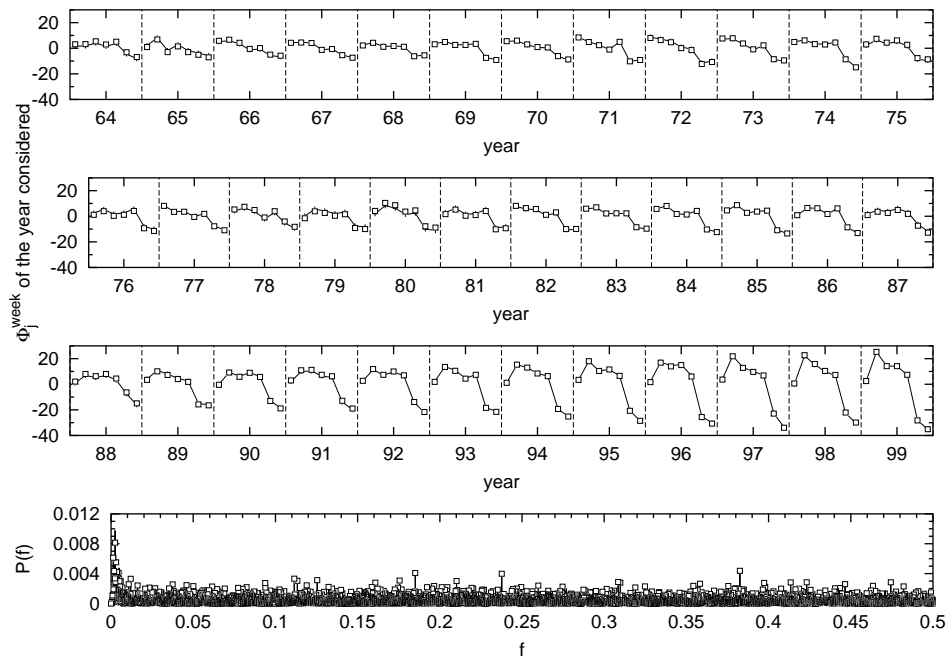 Φ_j^week of the year considered
20
0
-20
-40
64 65 66 67 68 69 70 71 72 73 74 75
year
20
0
-20
-40
76 77 78 79 80 81 82 83 84 85 86 87
year
20
0
-20
-40
88 89 90 91 92 93 94 95 96 97 98 99
year
P(f)
0.012
0.008
0.004
0
0 0.05 0.1 0.15 0.2 0.25 0.3 0.35 0.4 0.45 0.5
f